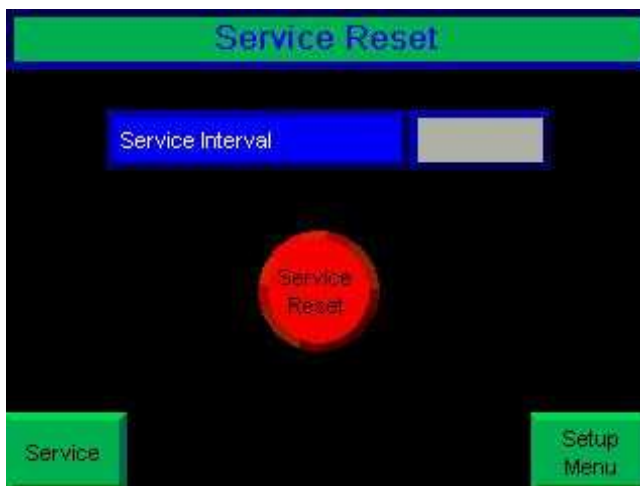 Service Reset
Service Interval
Service
Reset
Service
Setup
Menu